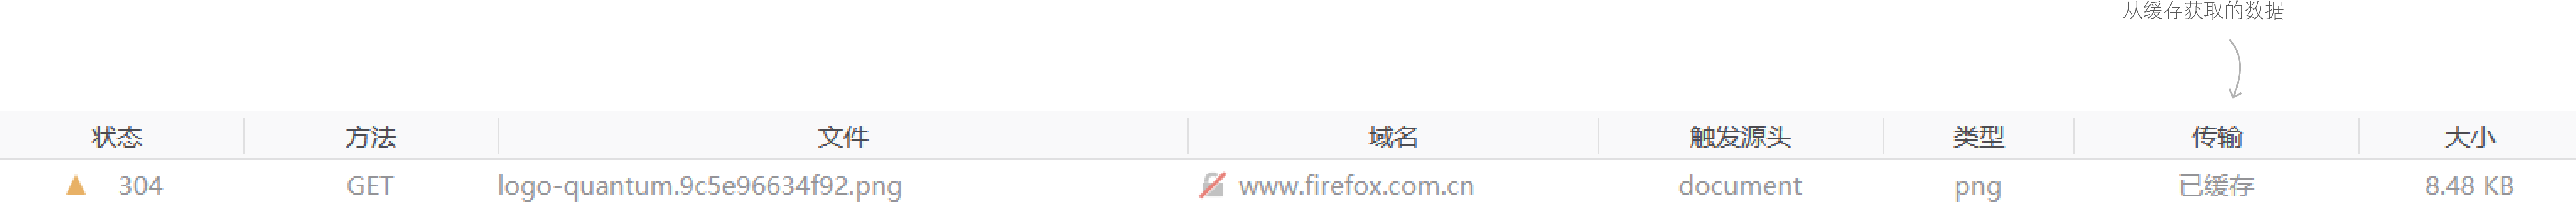 从缓存获取的数据
状态 方法 文件 域名 触发源头 类型 传输 大小
304 GET logo-quantum.9c5e96634f92.png www.firefox.com.cn document png 已缓存 8.48 KB